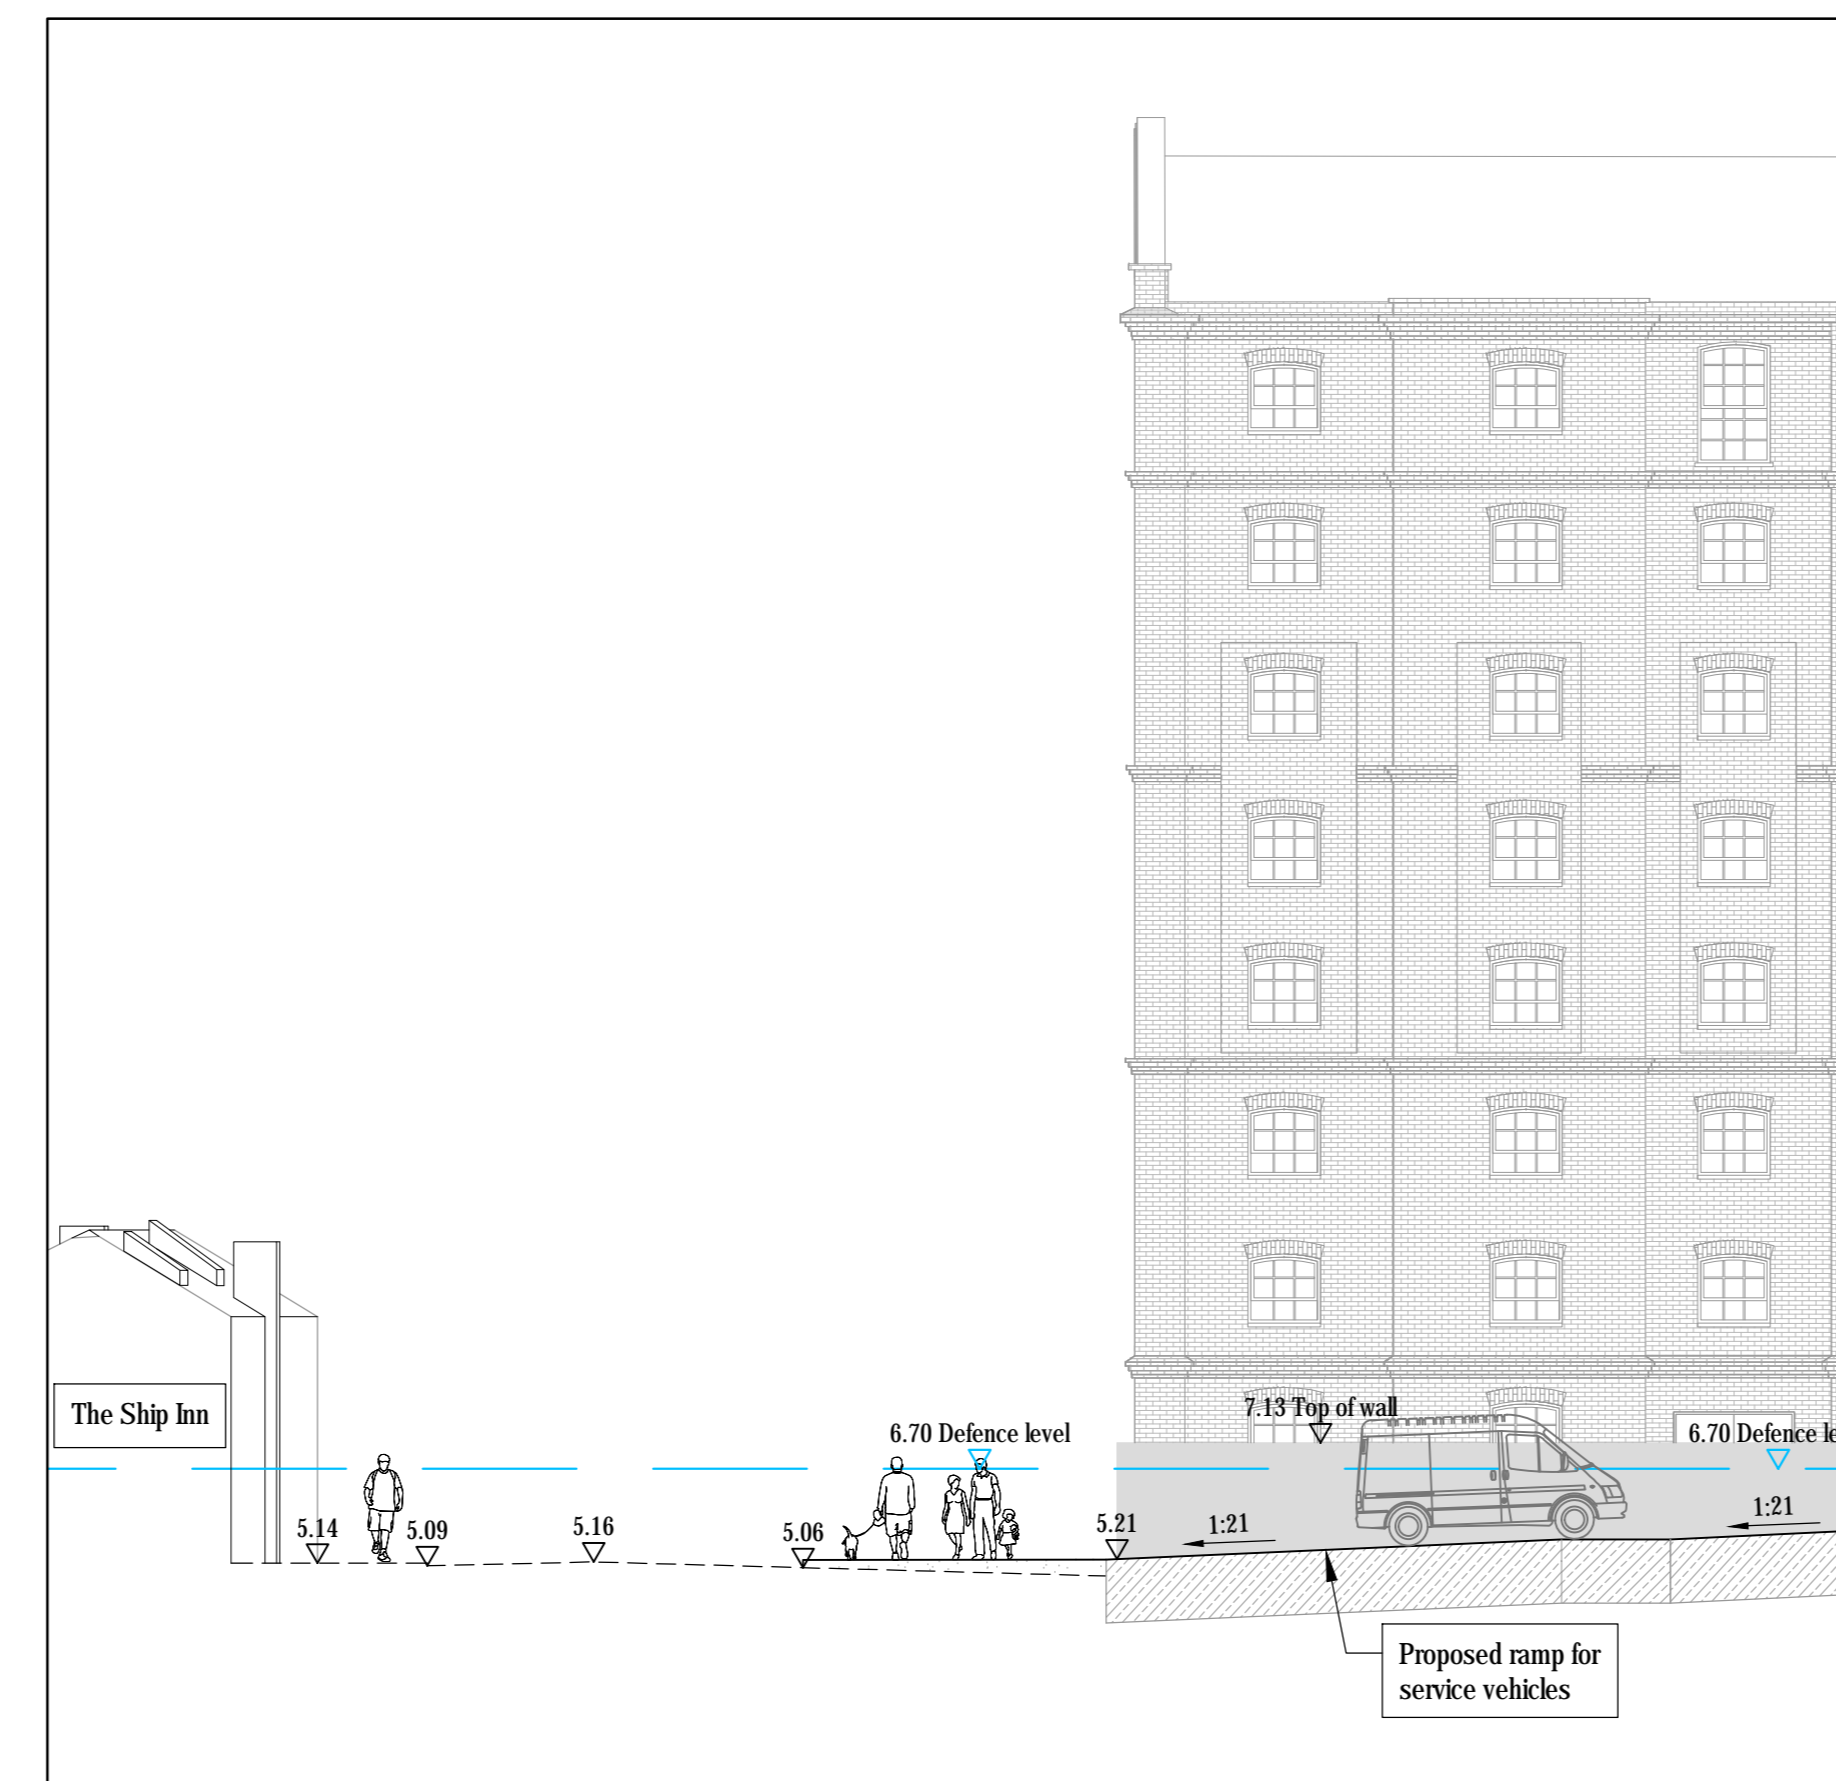 7.13 Top of wall
The Ship Inn
6.70 Defence level
6.70 Defence le
5.14
5.09
5.16
5.06
5.21
1:21
1:21
Proposed ramp for
service vehicles